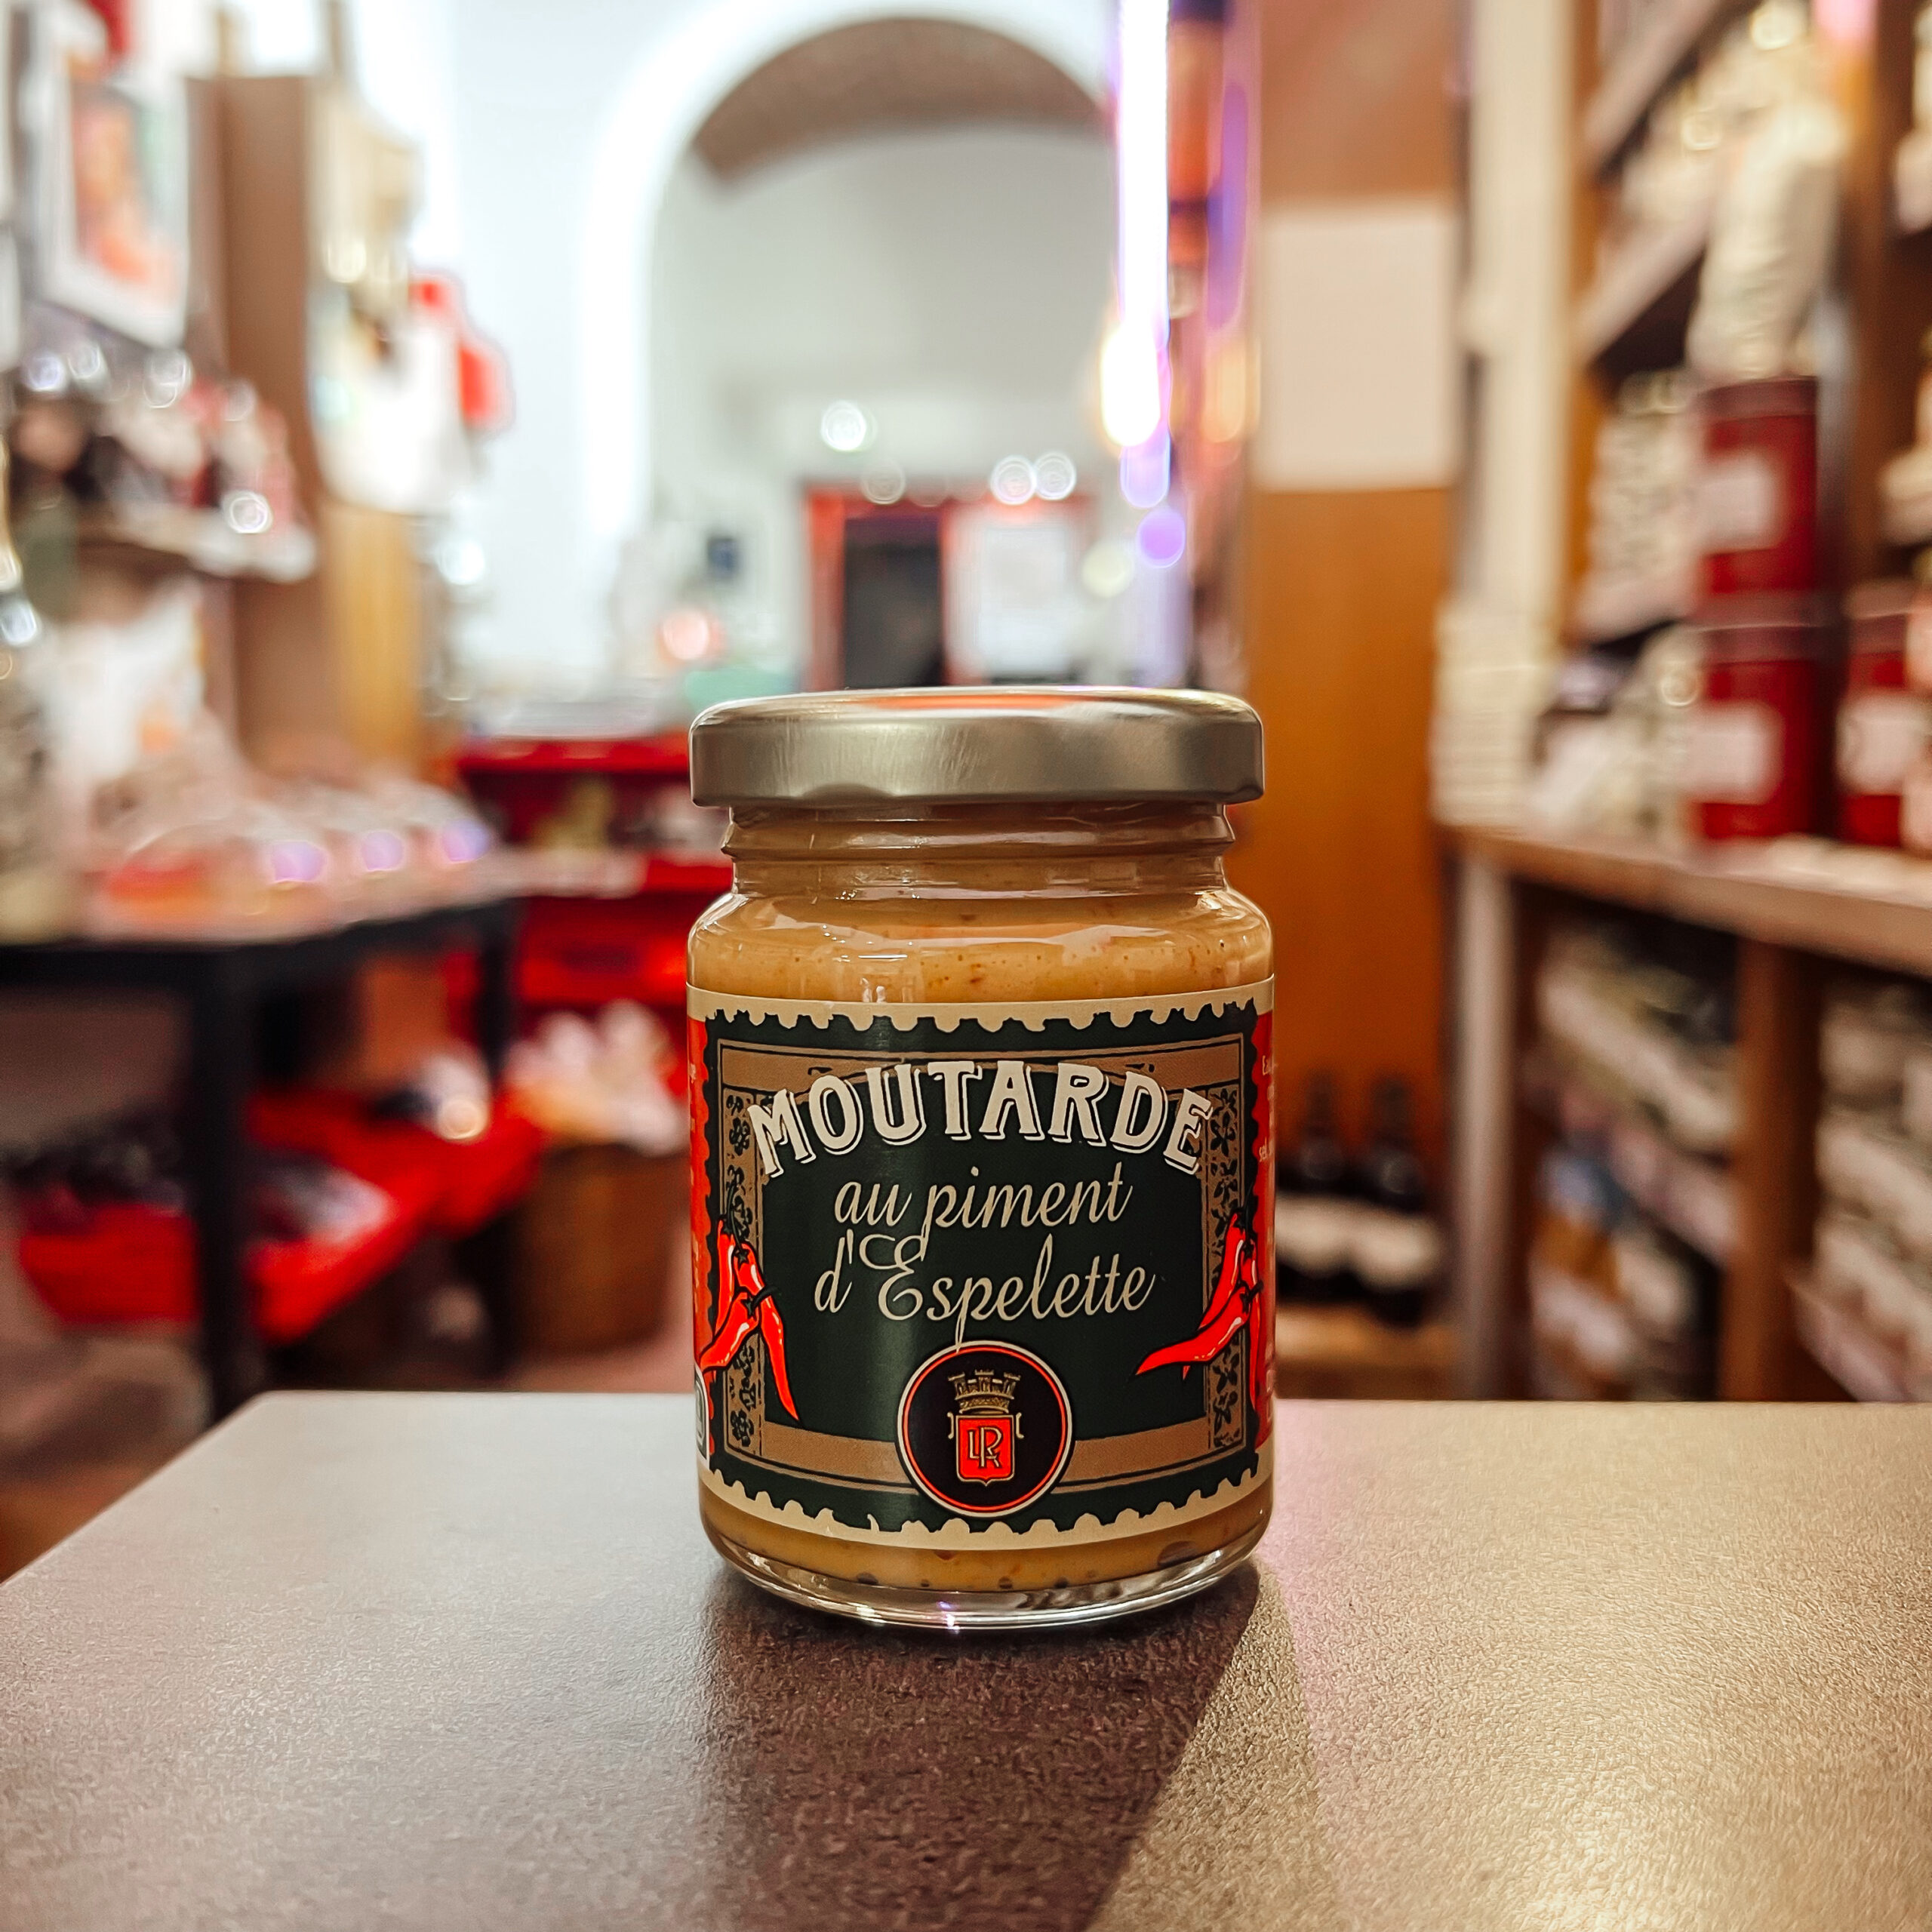 MOUTARDE
au piment
d'Espelette
LR